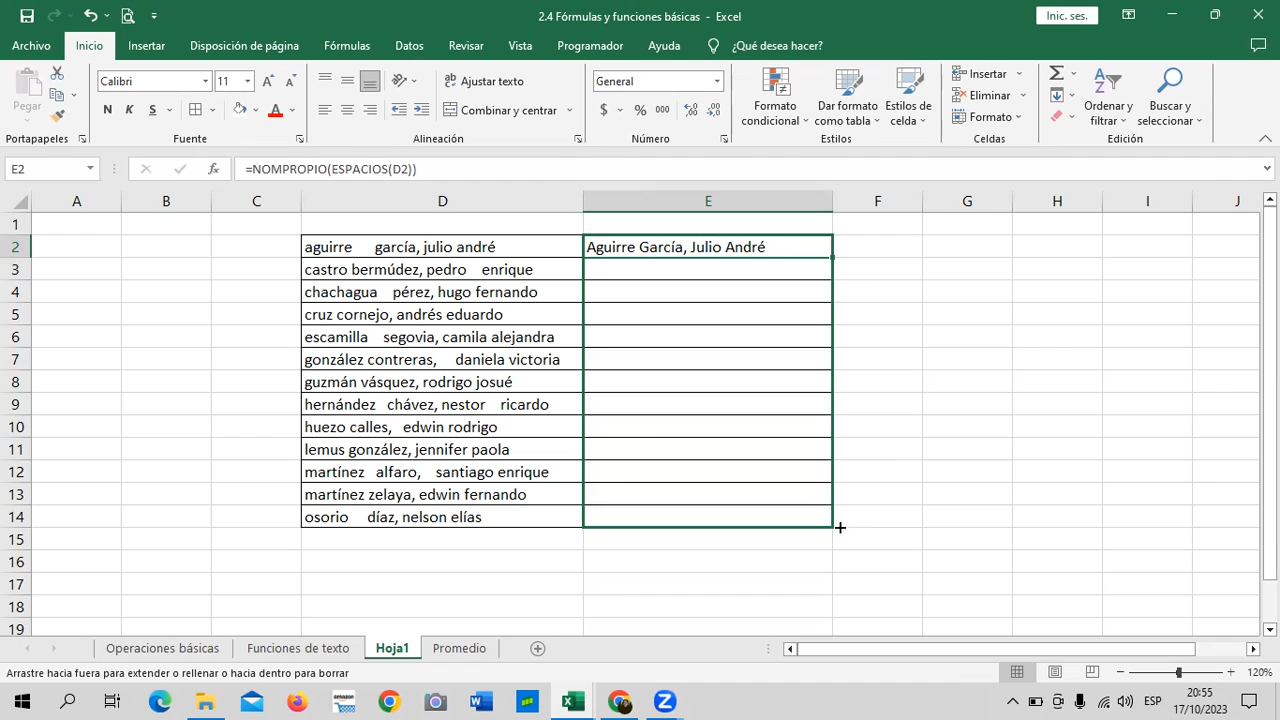 2.4 Fórmulas y funciones básicas - Excel
Inic. ses.
Archivo Inicio Insertar Disposición de página Fórmulas Datos Revisar Vista Programador Ayuda ¿Qué desea hacer?
Pegar
Calibri 11
N K S
Ajustar texto
Combinar y centrar
General
$ % 000
Formato condicional
Dar formato como tabla
Estilos de celda
Insertar
Eliminar
Formato
Ordenar y filtrar
Buscar y seleccionar
Portapapeles Fuente Alineación Número Estilos Celdas Edición
E2 fx =NOMPROPIO(ESPACIOS(D2))
A B C D E F G H I J
1
2 aguirre garcía, julio andré Aguirre García, Julio André
3 castro bermúdez, pedro enrique
4 chachagua pérez, hugo fernando
5 cruz cornejo, andrés eduardo
6 escamilla segovia, camila alejandra
7 gonzález contreras, daniela victoria
8 guzmán vásquez, rodrigo josué
9 hernández chávez, nestor ricardo
10 huezo calles, edwin rodrigo
11 lemus gonzález, jennifer paola
12 martínez alfaro, santiago enrique
13 martínez zelaya, edwin fernando
14 osorio díaz, nelson elías
15
16
17
18
19
Operaciones básicas Funciones de texto Hoja1 Promedio
Arrastre hacia fuera para extender o rellenar o hacia dentro para borrar
120%
ESP
20:55
17/10/2023